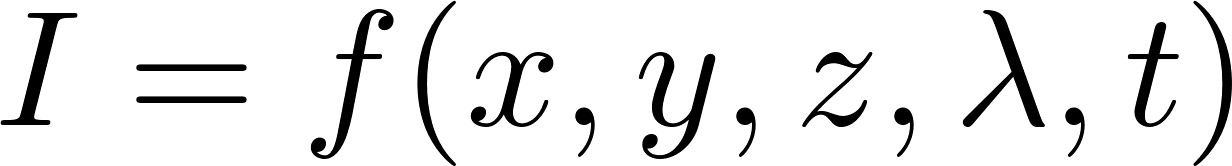 I = f(x, y, z, λ, t)